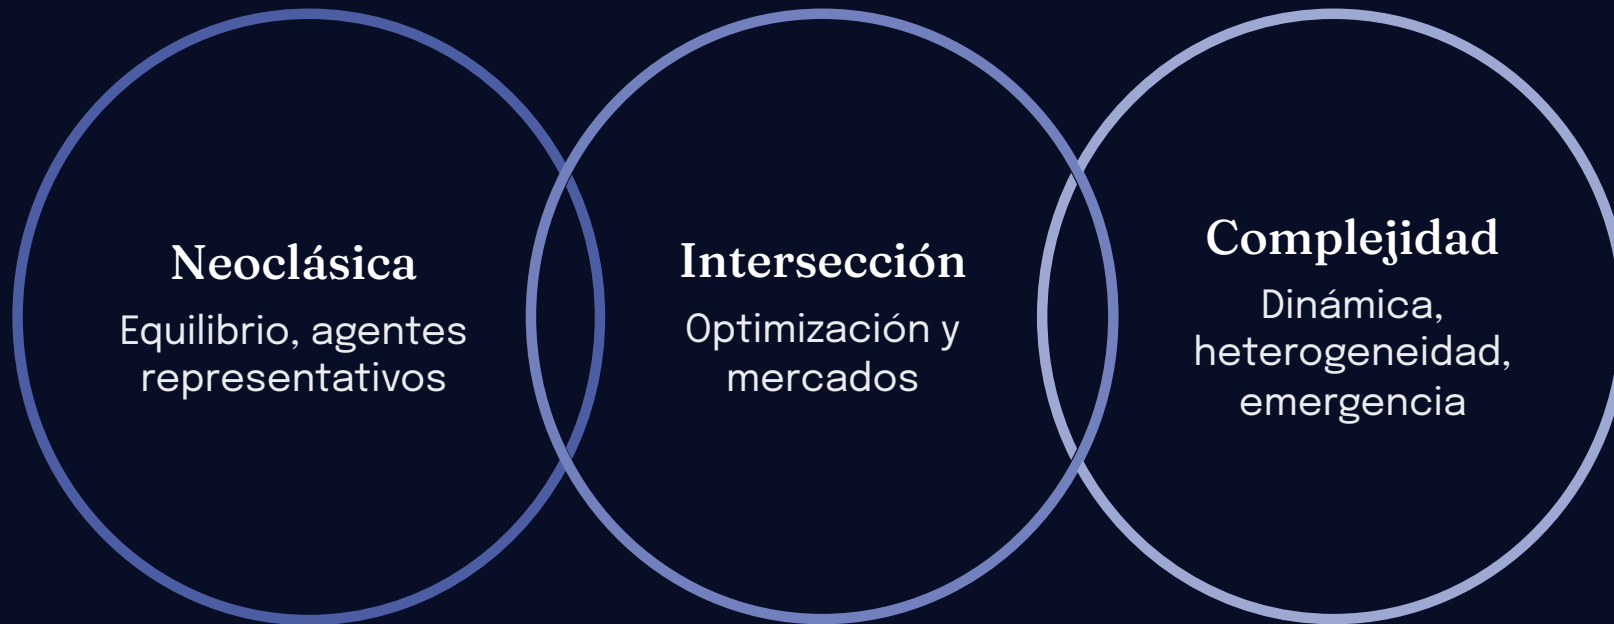 Neoclásica
Equilibrio, agentes
representativos
Intersección
Optimización y
mercados
Complejidad
Dinámica,
heterogeneidad,
emergencia